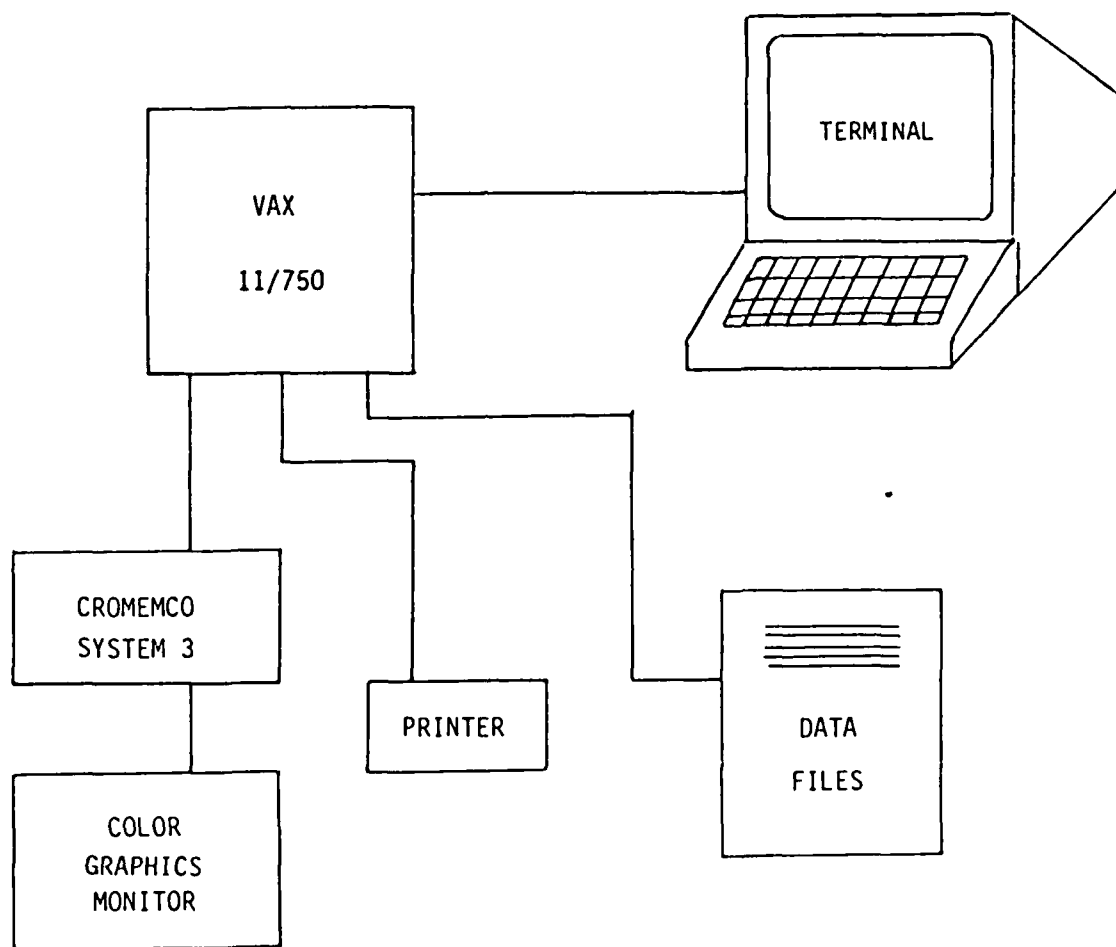 TERMINAL
VAX
11/750
CROMEMCO
SYSTEM 3
PRINTER
DATA
FILES
COLOR
GRAPHICS
MONITOR